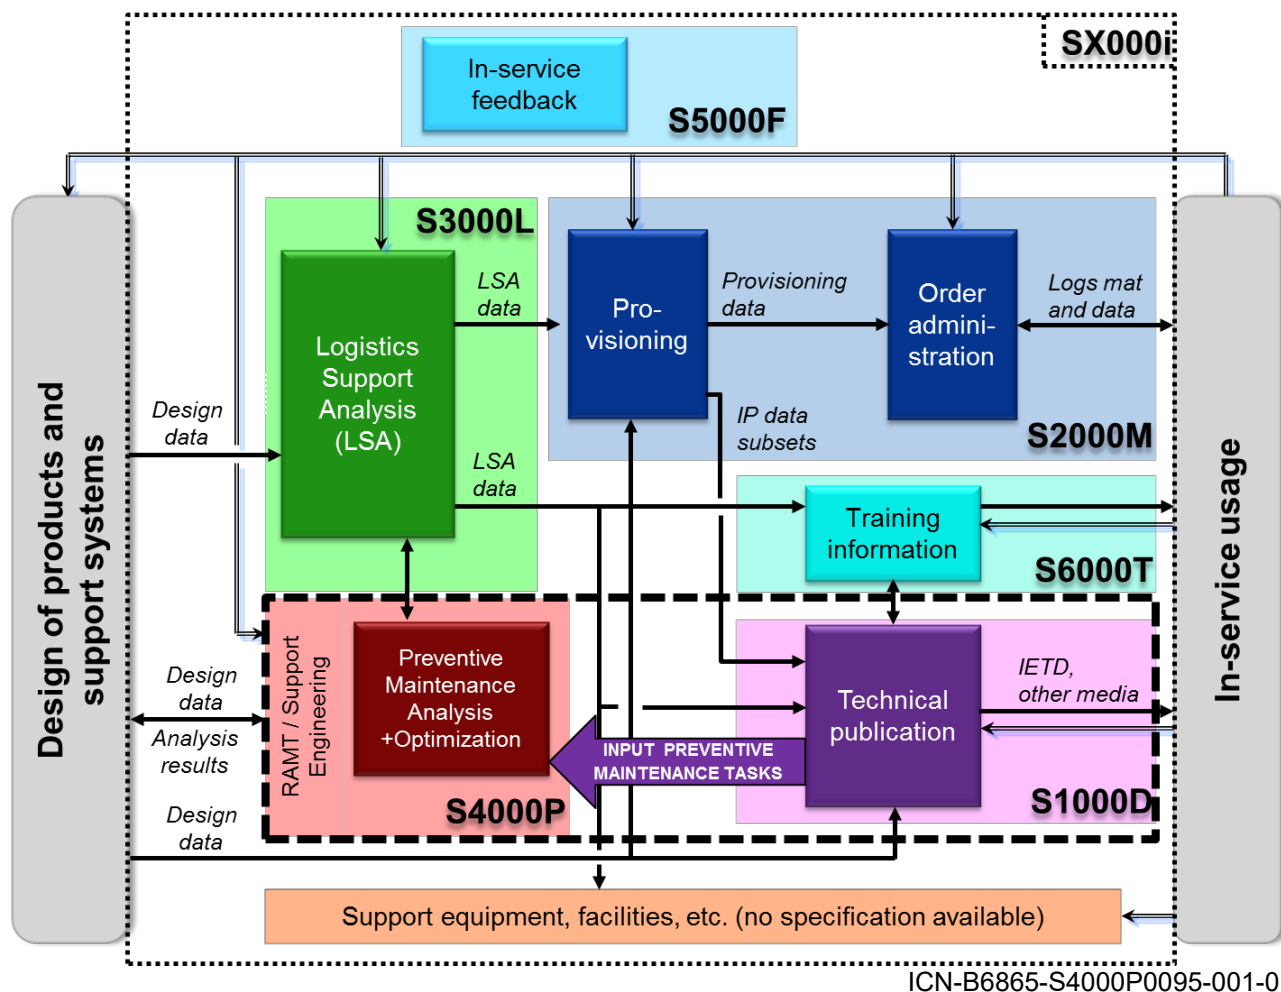 SX000i
In-service
feedback
S5000F
S3000L
LSA
data
Pro-
visioning
Provisioning
data
Order
admini-
stration
Logs mat
and data
Logistics
Support
Analysis
(LSA)
Design
data
IP data
subsets
S2000M
LSA
data
Training
information
S6000T
Design of products and
support systems
In-service usage
RAMT / Support
Engineering
Preventive
Maintenance
Analysis
+Optimization
Design
data
Analysis
results
INPUT PREVENTIVE
MAINTENANCE TASKS
Technical
publication
IETD,
other media
S4000P
S1000D
Design
data
Support equipment, facilities, etc. (no specification available)
ICN-B6865-S4000P0095-001-0